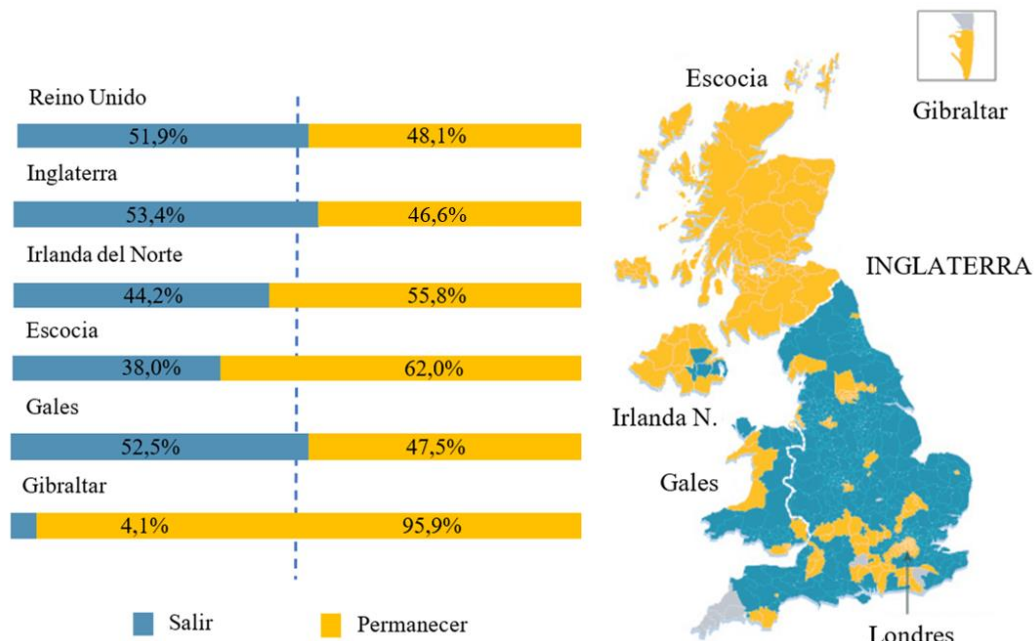 Reino Unido
51,9% 48,1%
Inglaterra
53,4% 46,6%
Irlanda del Norte
44,2% 55,8%
Escocia
38,0% 62,0%
Gales
52,5% 47,5%
Gibraltar
4,1% 95,9%
Salir Permanecer
Escocia
Gibraltar
INGLATERRA
Irlanda N.
Gales
Londres